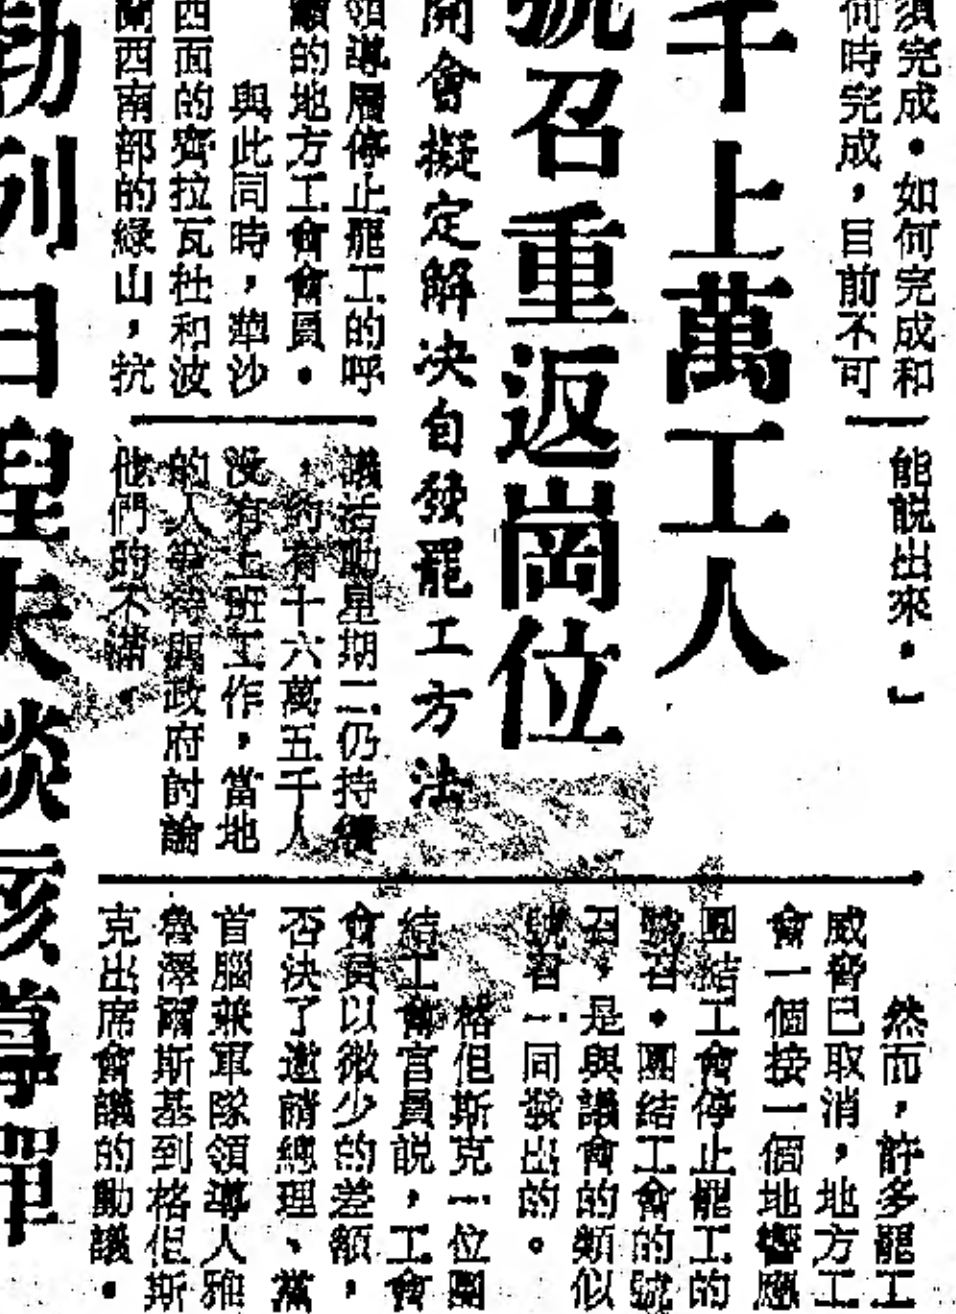 須完成。如何完成和
何時完成，目前不可
能說出來。」
千上萬工人
號召重返崗位
開會擬定解決自發罷工方法
領導層停止罷工的呼
籲的地方工會會員。
與此同時，華沙
西面的齊拉瓦杜和波
蘭西南部的綠山，抗
議活動星期二仍持續
，約有十六萬五千人
沒有上班工作，當地
的人爭持與政府討論
他們的不滿。
然而，許多罷工
威脅已取消，地方工
會一個接一個地響應
團結工會停止罷工的
號召。團結工會的號
召，是與議會的類似
號召一同發出的。
格但斯克一位團
結工會官員說，工會
會員以微少的差額，
否決了邀請總理、黨
首腦兼軍隊領導人雅
魯澤爾斯基到格但斯
克出席會議的動議。
勃列日涅夫談核導彈